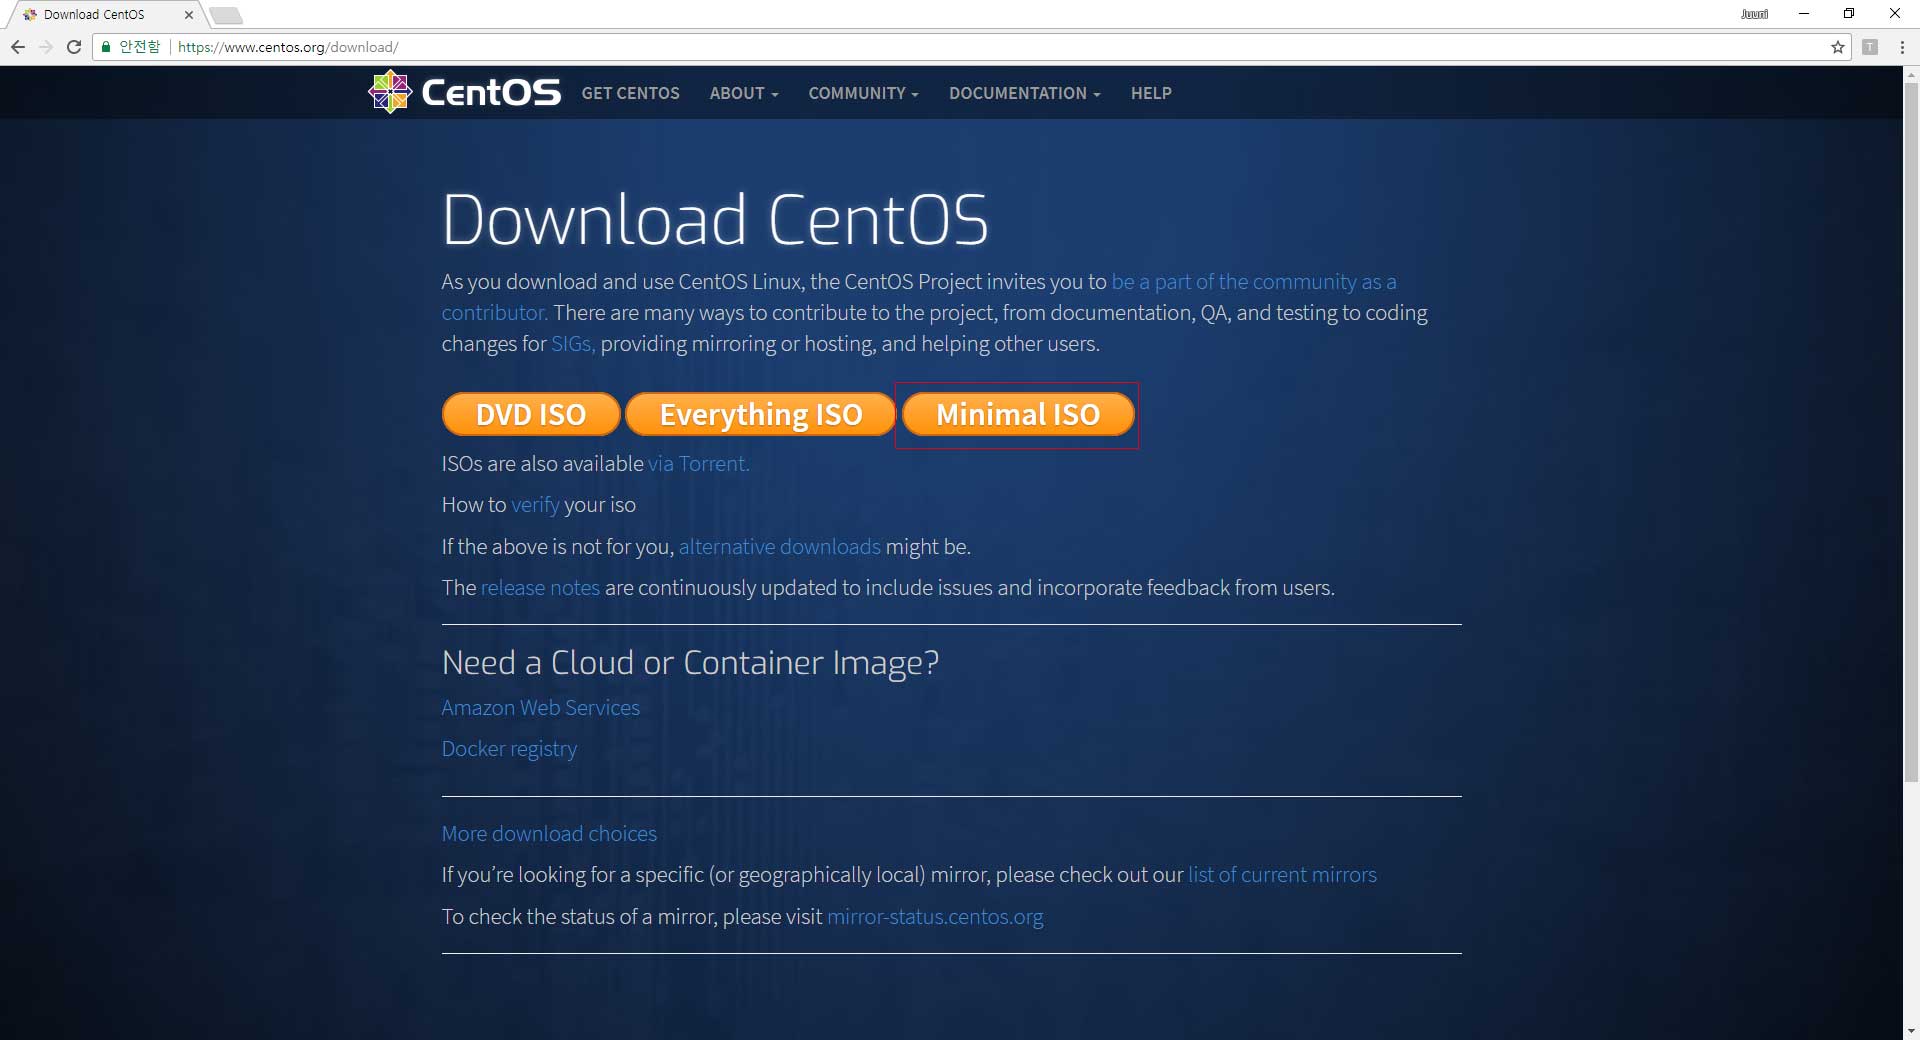 Download CentOS
Juuni
안전함 https://www.centos.org/download/
T
CentOS GET CENTOS ABOUT COMMUNITY DOCUMENTATION HELP
Download CentOS
As you download and use CentOS Linux, the CentOS Project invites you to be a part of the community as a
contributor. There are many ways to contribute to the project, from documentation, QA, and testing to coding
changes for SIGs, providing mirroring or hosting, and helping other users.
DVD ISO Everything ISO Minimal ISO
ISOs are also available via Torrent.
How to verify your iso
If the above is not for you, alternative downloads might be.
The release notes are continuously updated to include issues and incorporate feedback from users.
Need a Cloud or Container Image?
Amazon Web Services
Docker registry
More download choices
If you’re looking for a specific (or geographically local) mirror, please check out our list of current mirrors
To check the status of a mirror, please visit mirror-status.centos.org